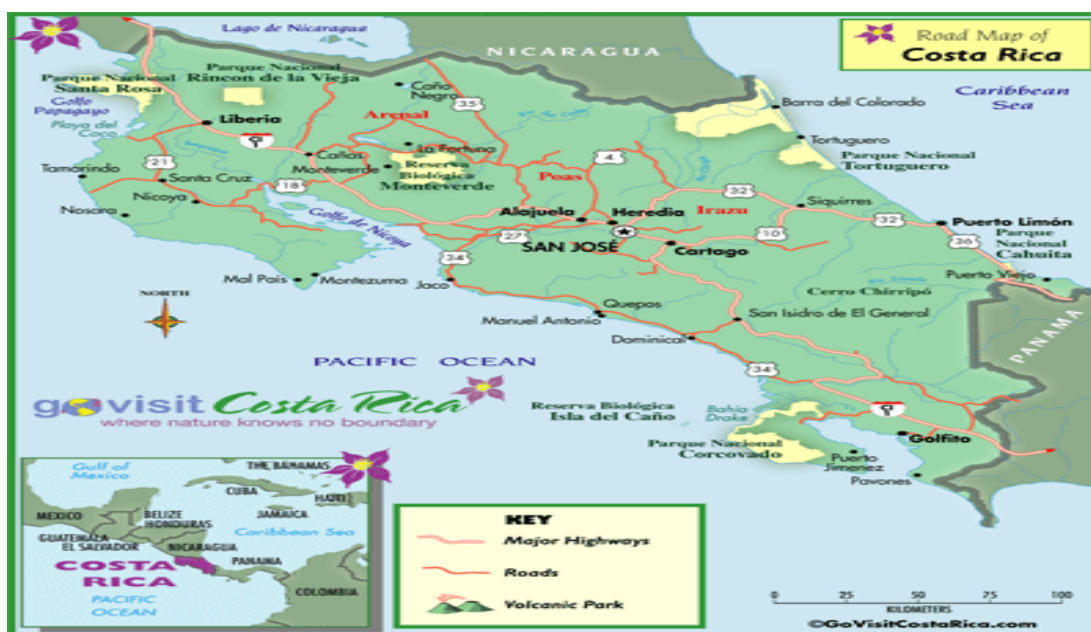 Lago de Nicaragua
NICARAGUA
Road Map of
Costa Rica
Parque Nacional
Santa Rosa
Parque Nacional
Rincon de la Vieja
Golfo
Papagayo
Playa del
Coco
Liberia
Caño
Negro
35
Arenal
Barra del Colorado
Caribbean
Sea
Tortuguero
Parque Nacional
Tortuguero
21
Cañas
La Fortuna
Monteverde
Reserva
Biológica
Monteverde
4
Poas
Tamarindo
Santa Cruz
18
Nicoya
Nosara
Golfo de Nicoya
32
Siquirres
Irazu
Alajuela
Heredia
32
Puerto Limón
27
SAN JOSÉ
10
Cartago
36
Parque
Nacional
Cahuita
34
Mal País
Montezuma
Jaco
Puerto Viejo
Cerro Chirripó
NORTH
Quepos
Manuel Antonio
San Isidro de El General
Dominical
PANAMA
PACIFIC OCEAN
34
govisit Costa Rica
where nature knows no boundary
Reserva Biológica
Isla del Caño
Bahía
Drake
Golfito
Parque Nacional
Corcovado
Puerto
Jimenez
Pavones
Gulf of
Mexico
THE BAHAMAS
CUBA
HAITI
JAMAICA
MEXICO
BELIZE
HONDURAS
Caribbean Sea
GUATEMALA
EL SALVADOR
NICARAGUA
COSTA
RICA
PANAMA
COLOMBIA
PACIFIC
OCEAN
KEY
Major Highways
Roads
Volcanic Park
0 25 50 75 100
KILOMETERS
©GoVisitCostaRica.com